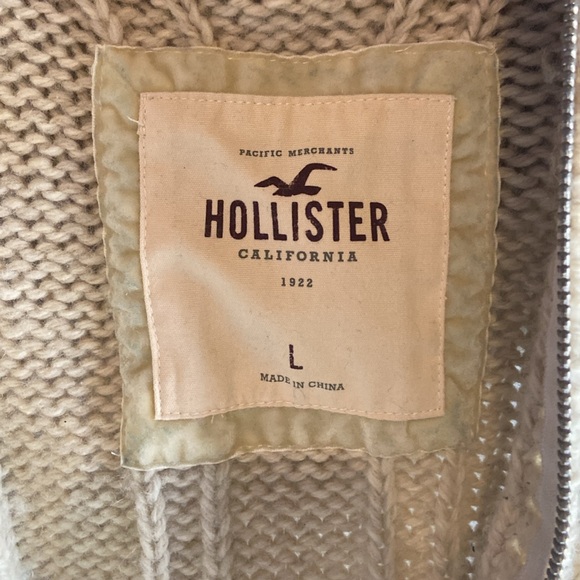 PACIFIC MERCHANTS
HOLLISTER
CALIFORNIA
1922
L
MADE IN CHINA